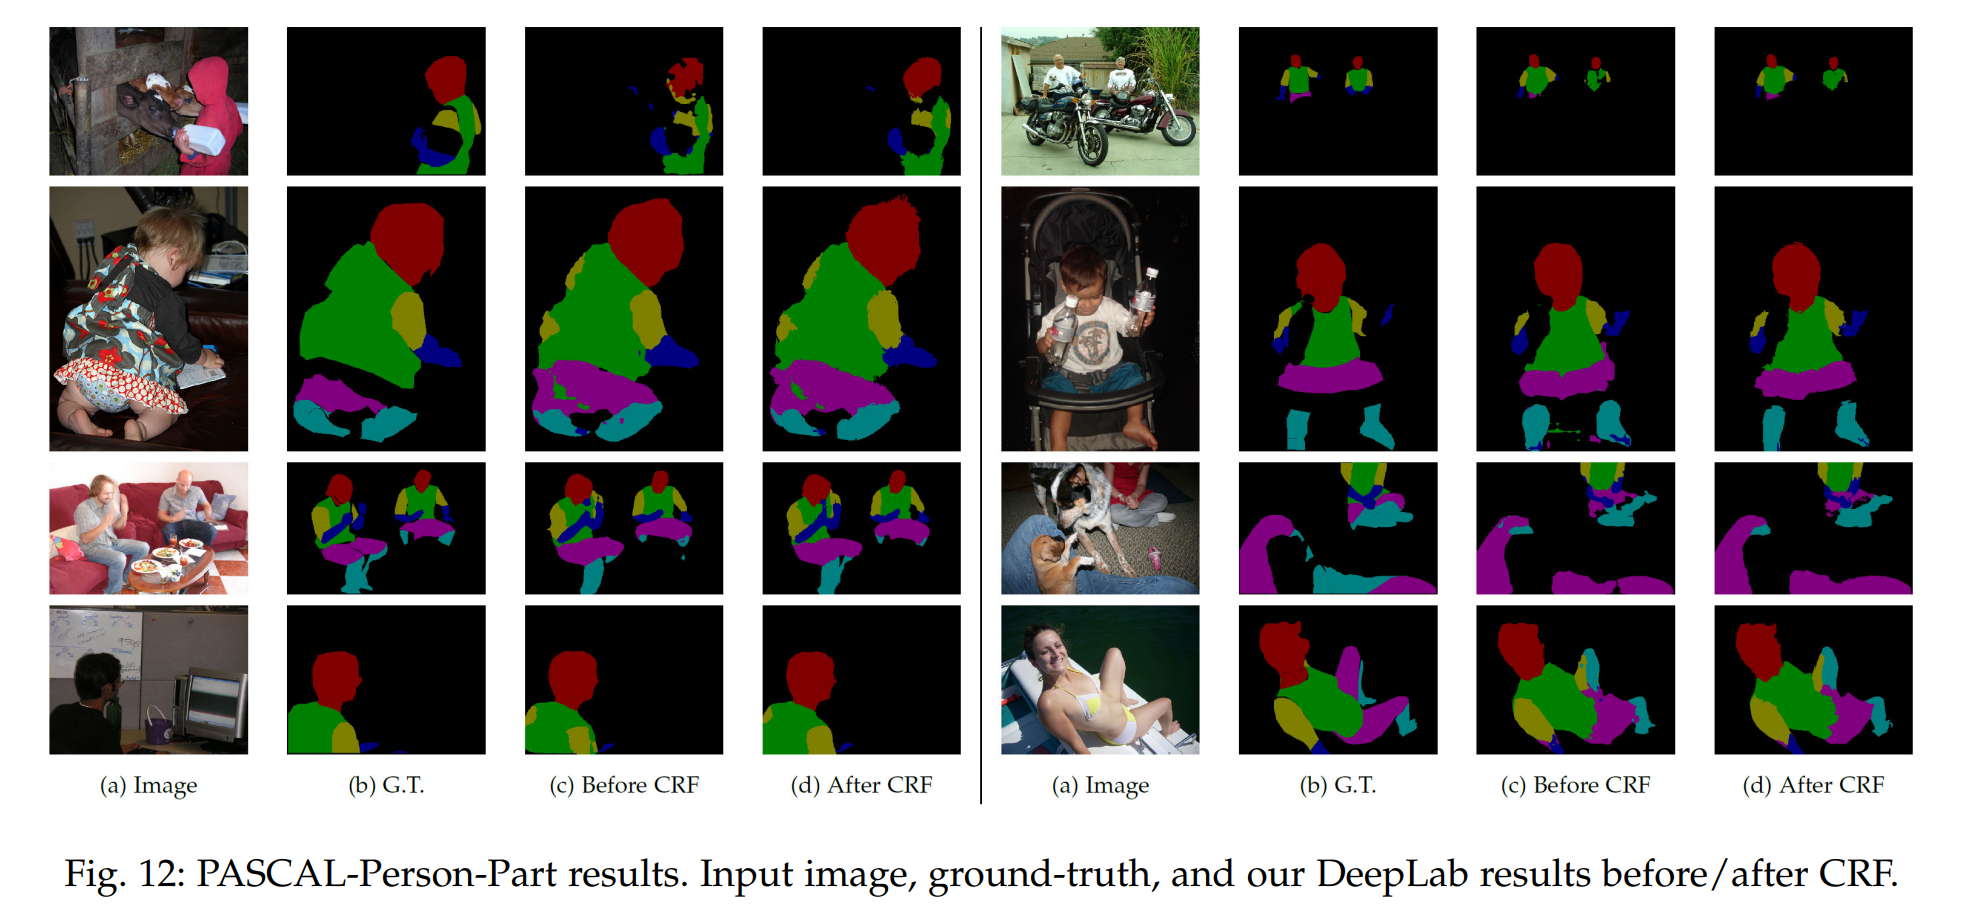 (a) Image
(b) G.T.
(c) Before CRF
(d) After CRF
(a) Image
(b) G.T.
(c) Before CRF
(d) After CRF
Fig. 12: PASCAL-Person-Part results. Input image, ground-truth, and our DeepLab results before/after CRF.